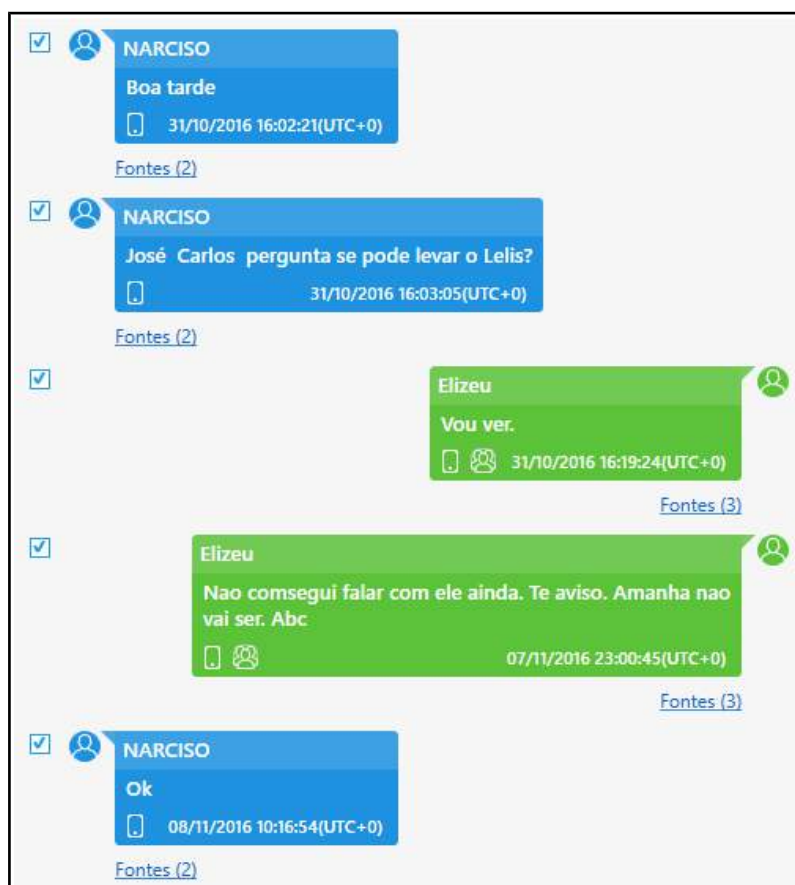 NARCISO
Boa tarde
31/10/2016 16:02:21(UTC+0)
Fontes (2)
NARCISO
José Carlos pergunta se pode levar o Lelis?
31/10/2016 16:03:05(UTC+0)
Fontes (2)
Elizeu
Vou ver.
31/10/2016 16:19:24(UTC+0)
Fontes (3)
Elizeu
Nao comsegui falar com ele ainda. Te aviso. Amanha nao
vai ser. Abc
07/11/2016 23:00:45(UTC+0)
Fontes (3)
NARCISO
Ok
08/11/2016 10:16:54(UTC+0)
Fontes (2)